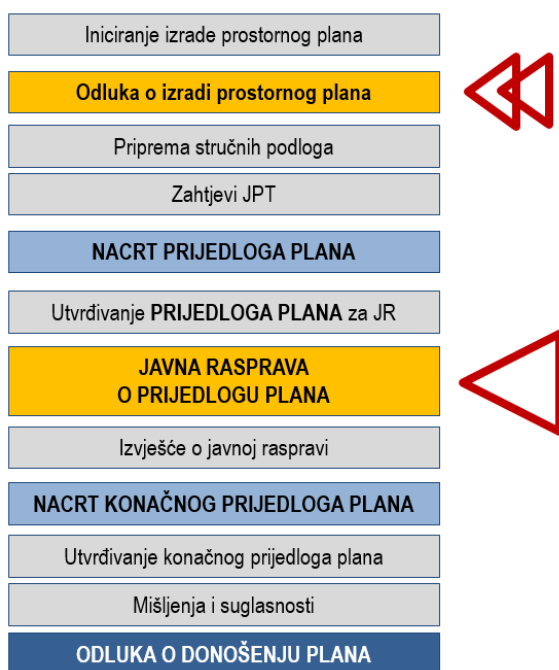 Iniciranje izrade prostornog plana
Odluka o izradi prostornog plana
Priprema stručnih podloga
Zahtjevi JPT
NACRT PRIJEDLOGA PLANA
Utvrđivanje PRIJEDLOGA PLANA za JR
JAVNA RASPRAVA
O PRIJEDLOGU PLANA
Izvješće o javnoj raspravi
NACRT KONAČNOG PRIJEDLOGA PLANA
Utvrđivanje konačnog prijedloga plana
Mišljenja i suglasnosti
ODLUKA O DONOŠENJU PLANA